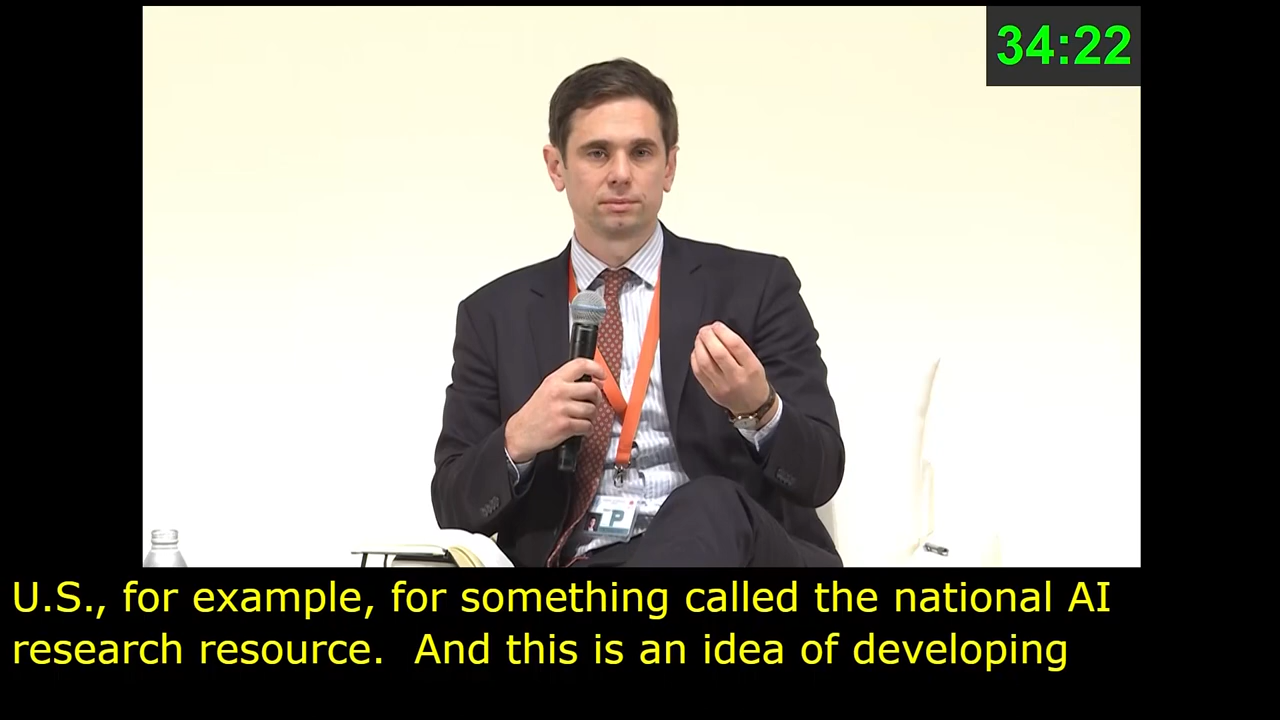 34:22
TP
U.S., for example, for something called the national AI
research resource.  And this is an idea of developing